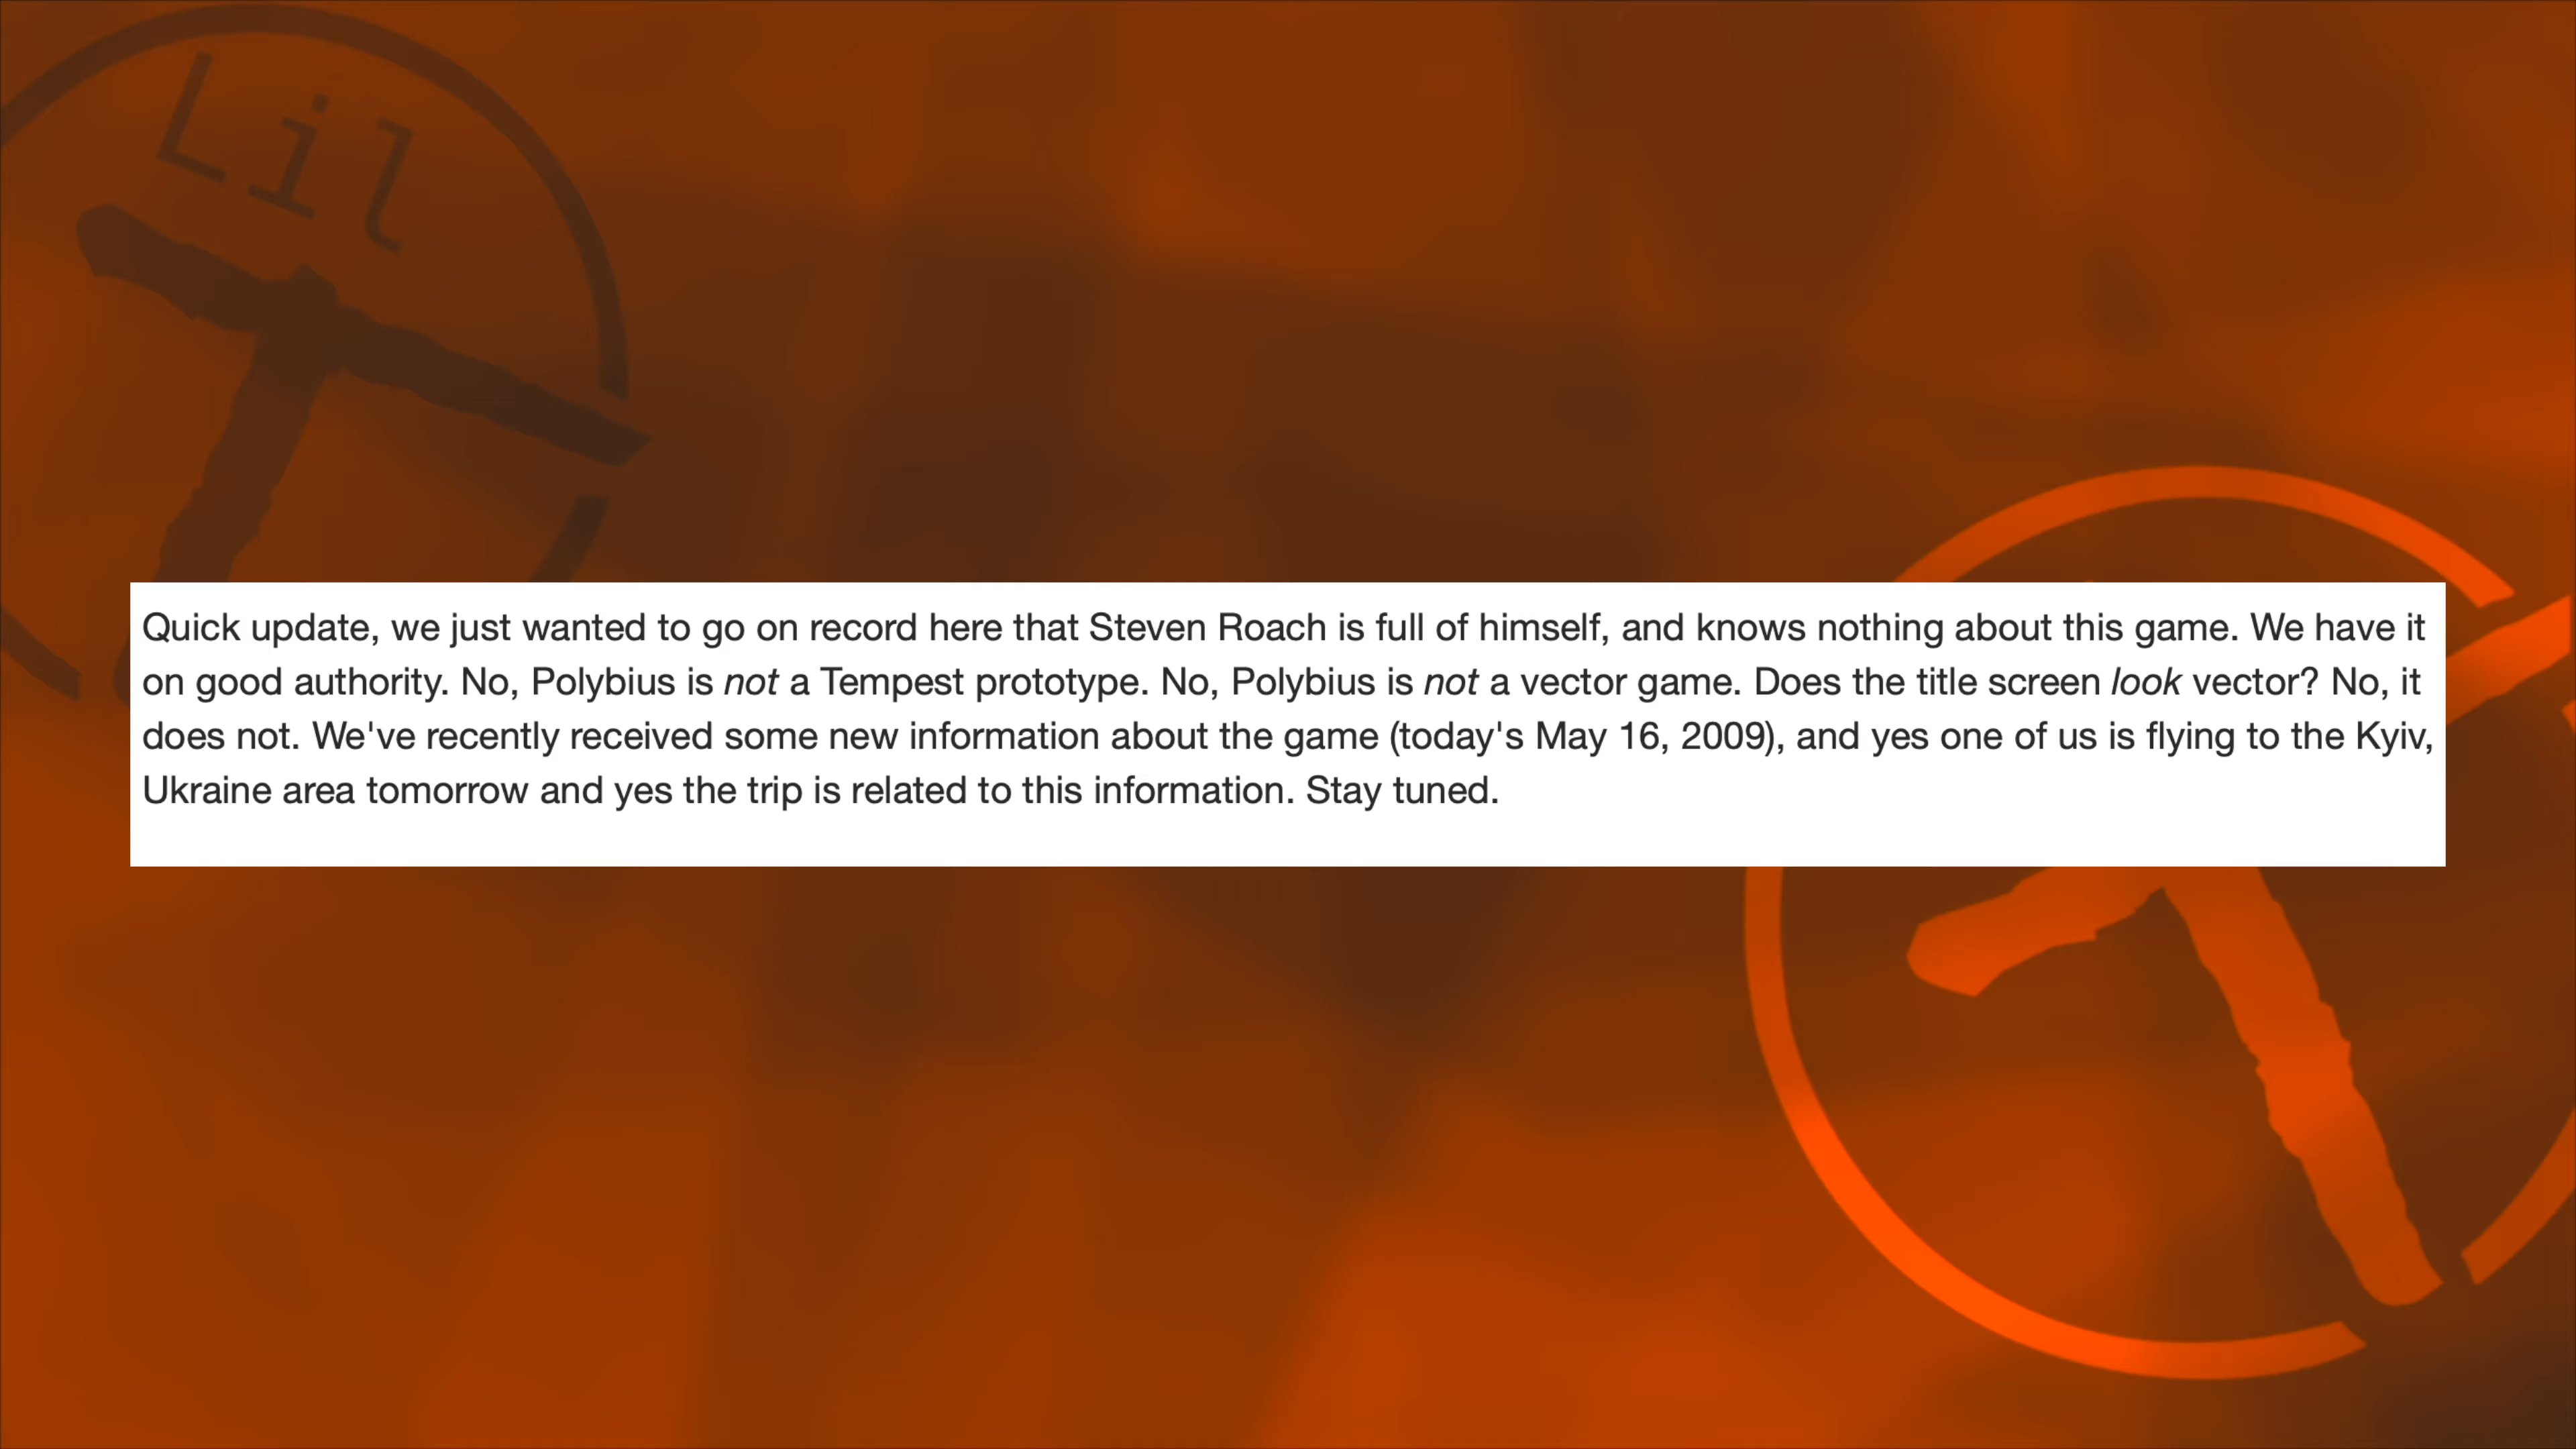 Lil
Quick update, we just wanted to go on record here that Steven Roach is full of himself, and knows nothing about this game. We have it
on good authority. No, Polybius is not a Tempest prototype. No, Polybius is not a vector game. Does the title screen look vector? No, it
does not. We've recently received some new information about the game (today's May 16, 2009), and yes one of us is flying to the Kyiv,
Ukraine area tomorrow and yes the trip is related to this information. Stay tuned.